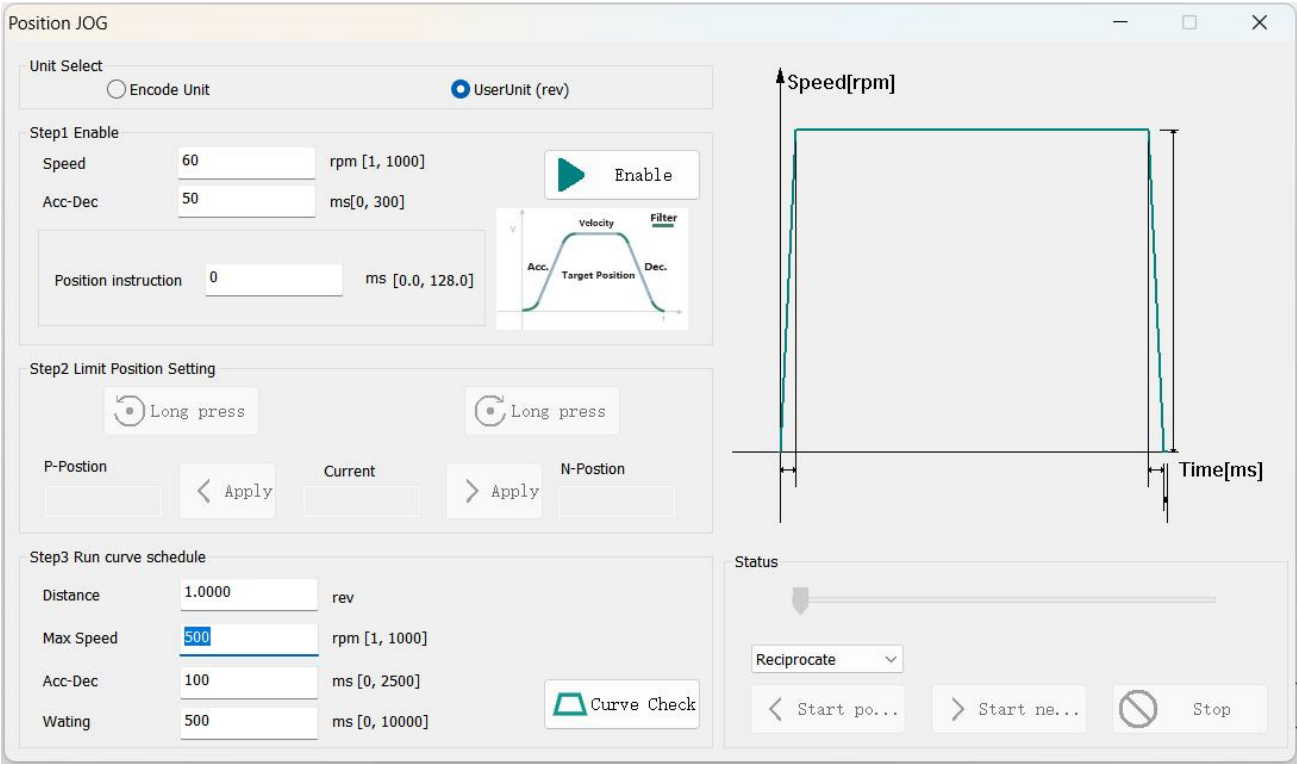 Position JOG
Unit Select
Encode Unit
UserUnit (rev)
Step1 Enable
Speed 60 rpm [1, 1000]
Enable
Acc-Dec 50 ms[0, 300]
Position instruction 0 ms [0.0, 128.0]
V
Velocity
Filter
Acc.
Target Position
Dec.
t
Step2 Limit Position Setting
Long press
Long press
P-Postion
Apply
Current
Apply
N-Postion
Step3 Run curve schedule
Distance 1.0000 rev
Max Speed 500 rpm [1, 1000]
Acc-Dec 100 ms [0, 2500]
Wating 500 ms [0, 10000]
Curve Check
Speed[rpm]
Time[ms]
Status
Reciprocate
Start po...
Start ne...
Stop